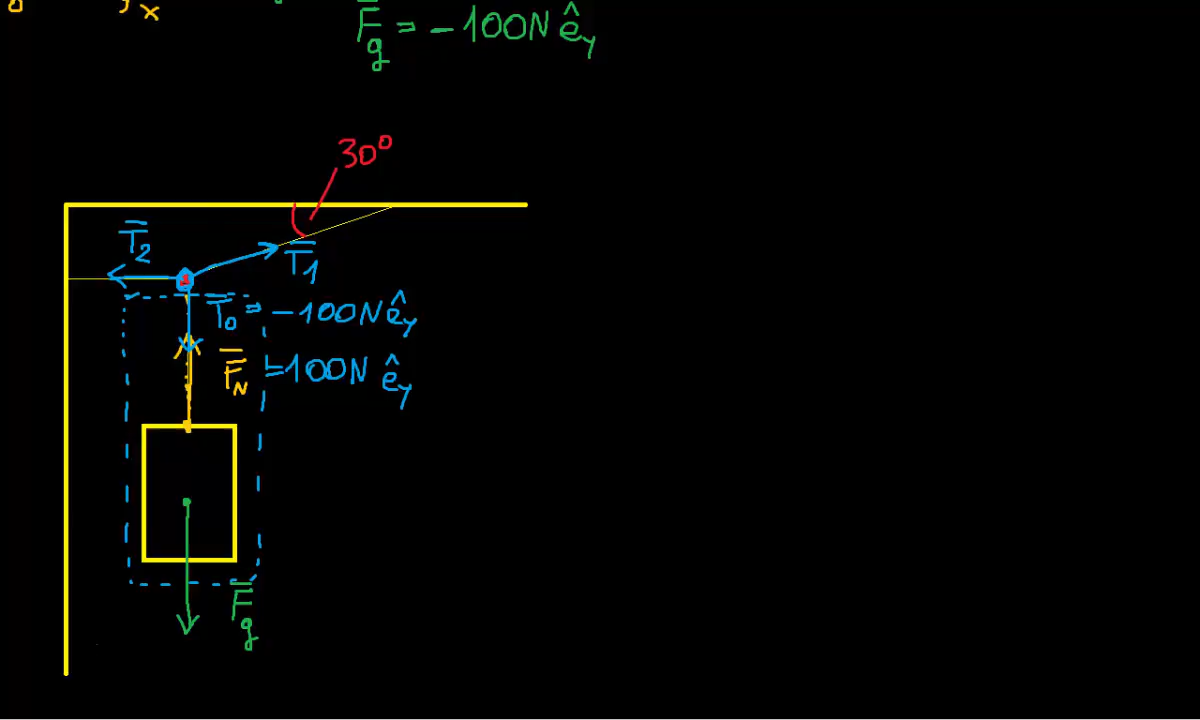 x
F̅g = -100N êy
30°
T̅2
T̅1
T̅0 = -100N êy
F̅N = 100N êy
F̅g